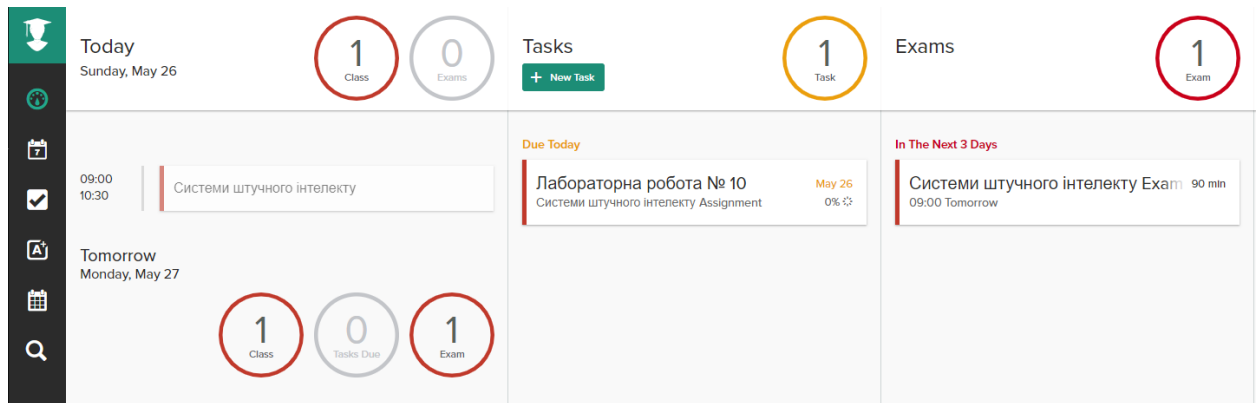 Today
Sunday, May 26
1
Class
0
Exams
09:00
10:30
Системи штучного інтелекту
Tomorrow
Monday, May 27
1
Class
0
Tasks Due
1
Exam
Tasks
+ New Task
1
Task
Due Today
Лабораторна робота № 10
May 26
Системи штучного інтелекту Assignment
0%
Exams
1
Exam
In The Next 3 Days
Системи штучного інтелекту Exam
90 min
09:00 Tomorrow
7
A+